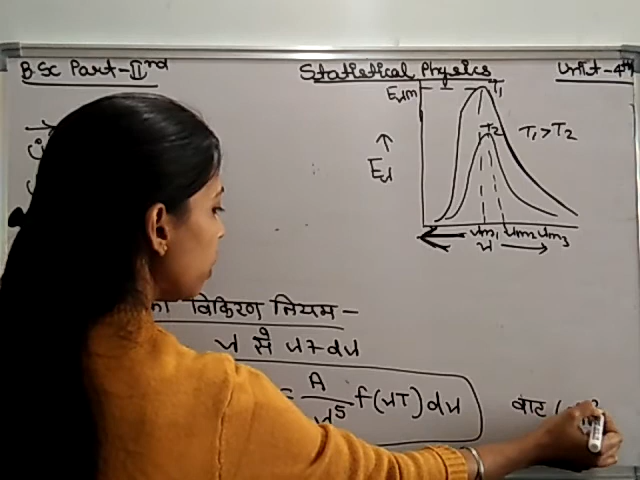 B.Sc Part-IInd
Statistical Physics
Unit-4th
Eλm
T1
T2
T1 > T2
Eλ
λm1 λm2 λm3
λ
का विकिरण नियम-
λ से λ+dλ
= A/λ5 f(λT) dλ
वाट /